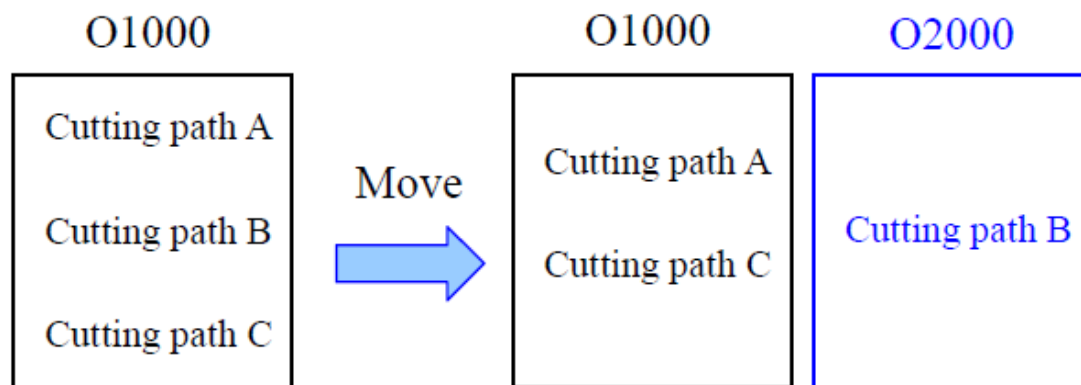 O1000
Cutting path A
Cutting path B
Cutting path C
Move
O1000
Cutting path A
Cutting path C
O2000
Cutting path B